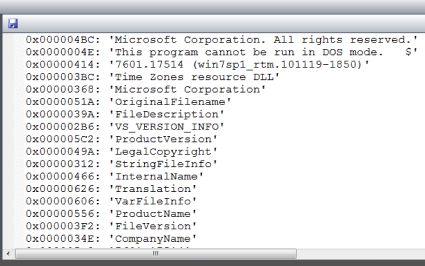 0x000004BC: 'Microsoft Corporation. All rights reserved.'
0x0000004E: 'This program cannot be run in DOS mode.   $'
0x00000414: '7601.17514 (win7sp1_rtm.101119-1850)'
0x000003BC: 'Time Zones resource DLL'
0x00000368: 'Microsoft Corporation'
0x0000051A: 'OriginalFilename'
0x0000039A: 'FileDescription'
0x000002B6: 'VS_VERSION_INFO'
0x000005C2: 'ProductVersion'
0x0000049A: 'LegalCopyright'
0x00000312: 'StringFileInfo'
0x00000466: 'InternalName'
0x00000626: 'Translation'
0x00000606: 'VarFileInfo'
0x00000556: 'ProductName'
0x000003F2: 'FileVersion'
0x0000034E: 'CompanyName'